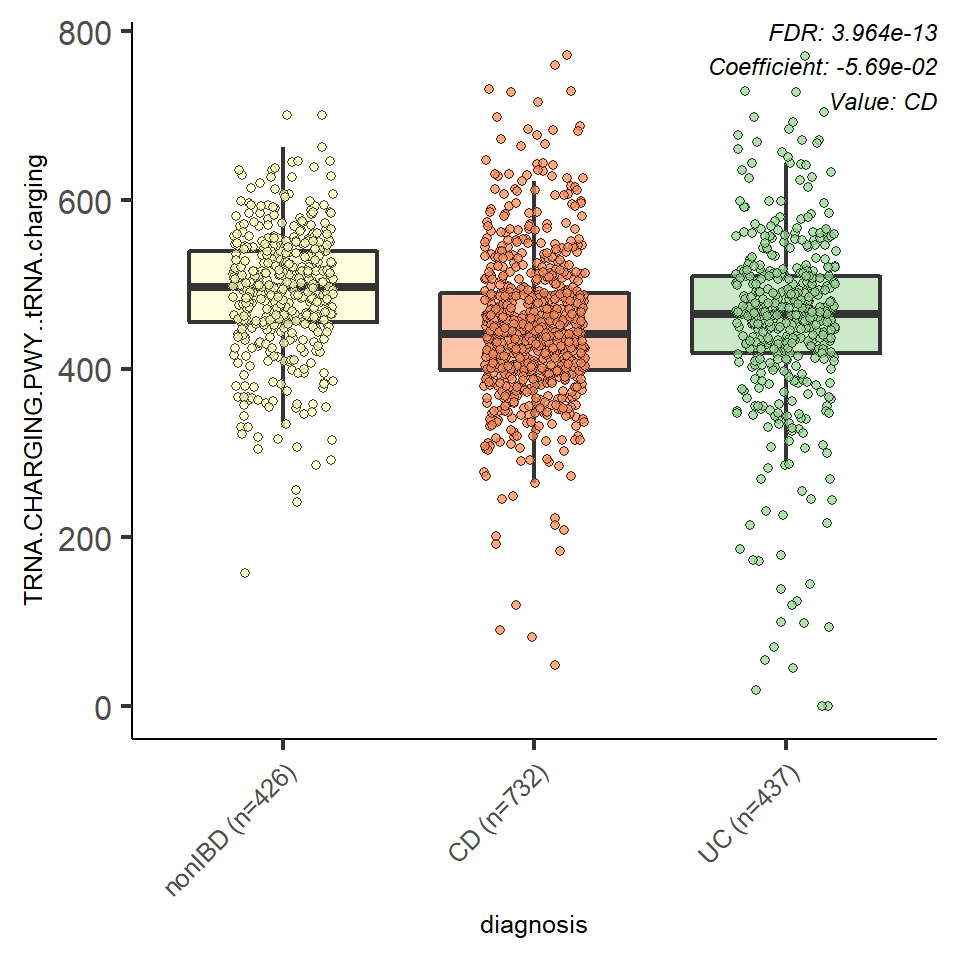 FDR: 3.964e-13
Coefficient: -5.69e-02
Value: CD
TRNA.CHARGING.PWY..tRNA.charging
800
600
400
200
0
nonIBD (n=426)
CD (n=732)
UC (n=437)
diagnosis